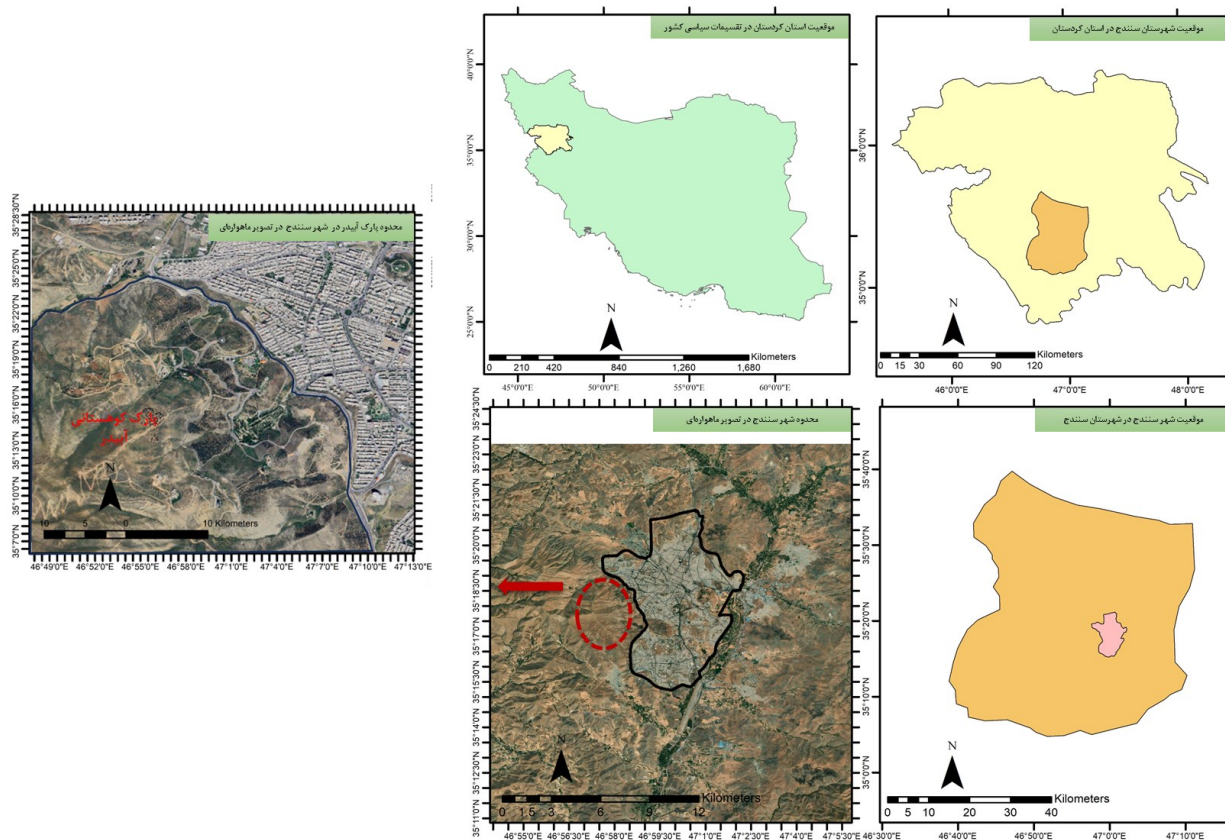 موقعیت استان کردستان در تقسیمات سیاسی کشور
40°0'0"N
35°0'0"N
30°0'0"N
25°0'0"N
N
Kilometers
0 210 420 840 1,260 1,680
45°0'0"E 50°0'0"E 55°0'0"E 60°0'0"E
موقعیت شهرستان سنندج در استان کردستان
36°0'0"N
35°0'0"N
N
Kilometers
0 15 30 60 90 120
46°0'0"E 47°0'0"E 48°0'0"E
محدوه پارک آبیدر در شهر سنندج در تصویر ماهواره‌ای
35°28'30"N
35°25'0"N
35°22'0"N
35°19'0"N
35°16'0"N
35°13'0"N
35°10'0"N
35°7'0"N
پارک کوهستانی
آبیدر
N
10 5 0 10 Kilometers
46°49'0"E 46°52'0"E 46°55'0"E 46°58'0"E 47°1'0"E 47°4'0"E 47°7'0"E 47°10'0"E 47°13'0"E
محدوه شهر سنندج در تصویر ماهواره‌ای
35°24'30"N
35°23'0"N
35°21'30"N
35°20'0"N
35°18'30"N
35°17'0"N
35°15'30"N
35°14'0"N
35°12'30"N
35°11'0"N
N
Kilometers
0 1.5 3 6 9 12
46°55'0"E 46°56'30"E 46°58'0"E 46°59'30"E 47°1'0"E 47°2'30"E 47°4'0"E 47°5'30"E
موقعیت شهر سنندج در شهرستان سنندج
35°40'0"N
35°30'0"N
35°20'0"N
35°10'0"N
35°0'0"N
N
Kilometers
0 5 10 20 30 40
46°30'0"E 46°40'0"E 46°50'0"E 47°0'0"E 47°10'0"E